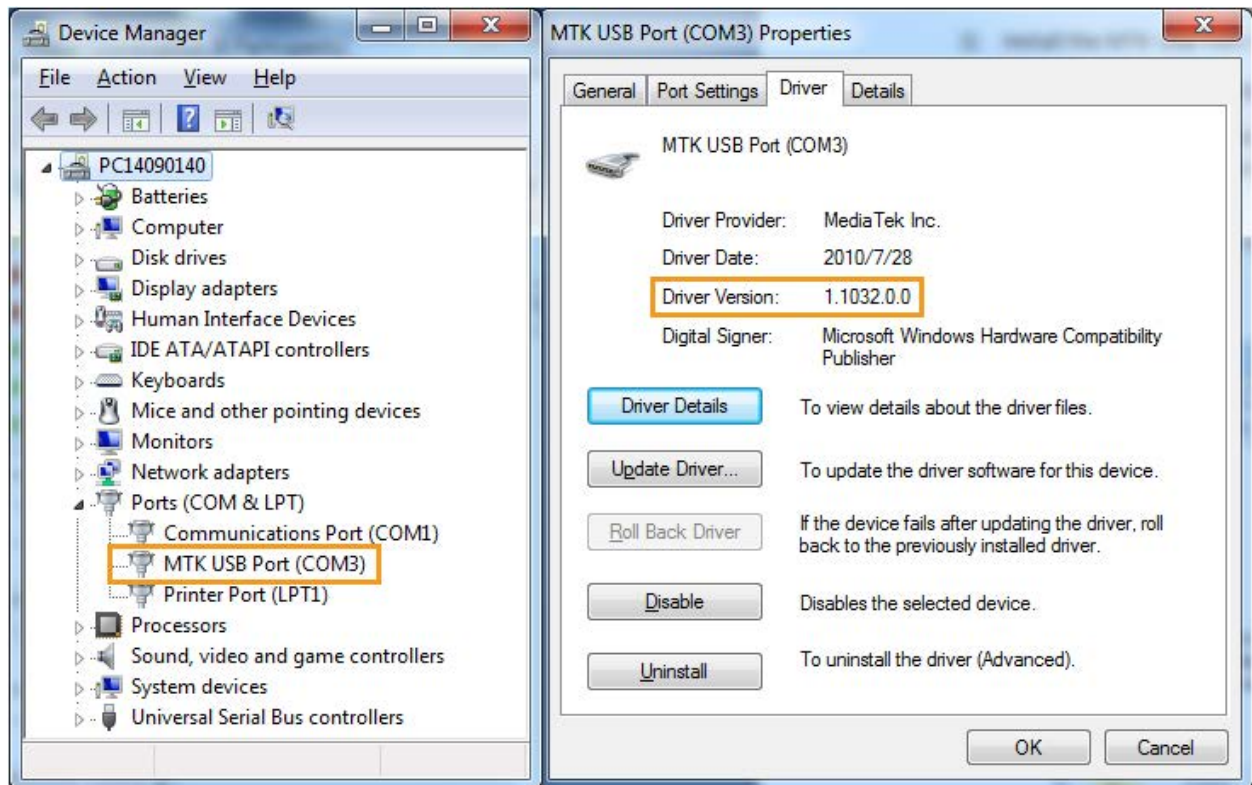 Device Manager
File Action View Help
PC14090140
Batteries
Computer
Disk drives
Display adapters
Human Interface Devices
IDE ATA/ATAPI controllers
Keyboards
Mice and other pointing devices
Monitors
Network adapters
Ports (COM & LPT)
Communications Port (COM1)
MTK USB Port (COM3)
Printer Port (LPT1)
Processors
Sound, video and game controllers
System devices
Universal Serial Bus controllers
MTK USB Port (COM3) Properties
General Port Settings Driver Details
MTK USB Port (COM3)
Driver Provider: MediaTek Inc.
Driver Date: 2010/7/28
Driver Version: 1.1032.0.0
Digital Signer: Microsoft Windows Hardware Compatibility
Publisher
Driver Details To view details about the driver files.
Update Driver... To update the driver software for this device.
Roll Back Driver If the device fails after updating the driver, roll
back to the previously installed driver.
Disable Disables the selected device.
Uninstall To uninstall the driver (Advanced).
OK Cancel